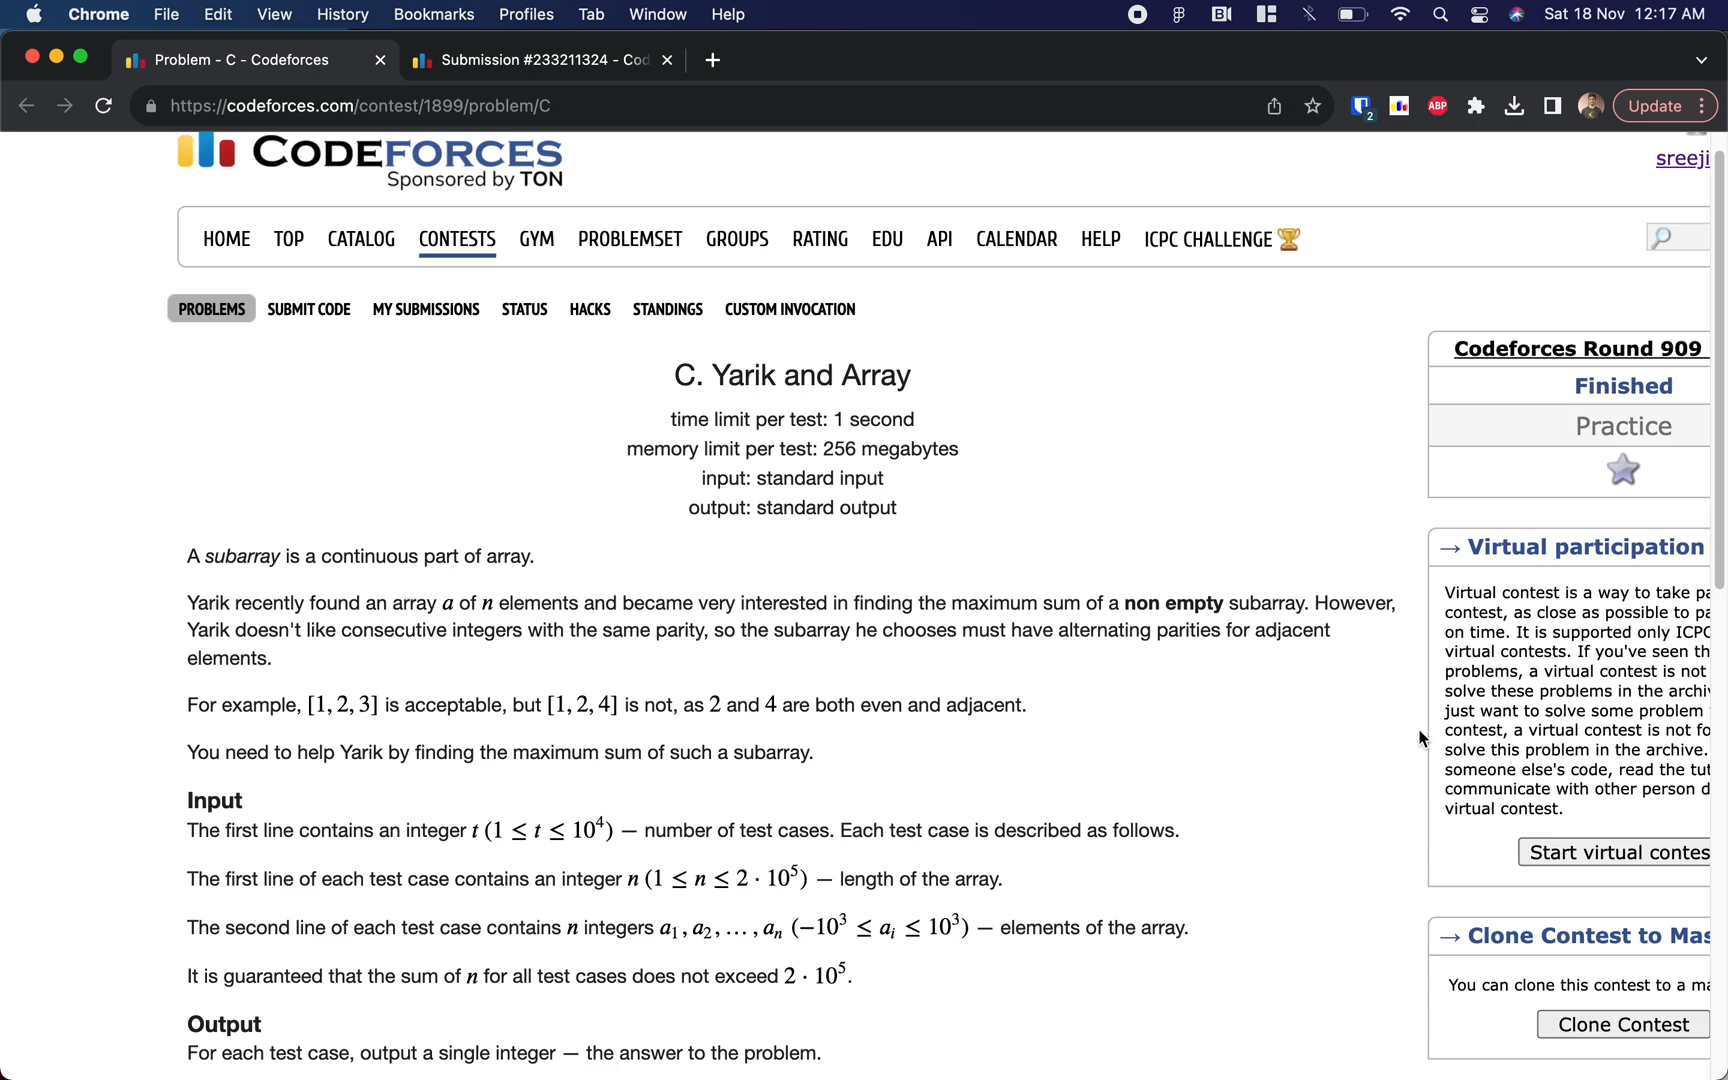 Chrome File Edit View History Bookmarks Profiles Tab Window Help Sat 18 Nov 12:17 AM
Problem - C - Codeforces Submission #233211324 - Cod
https://codeforces.com/contest/1899/problem/C 2 ABP Update
CODEFORCES
Sponsored by TON
sreeji
HOME TOP CATALOG CONTESTS GYM PROBLEMSET GROUPS RATING EDU API CALENDAR HELP ICPC CHALLENGE
PROBLEMS SUBMIT CODE MY SUBMISSIONS STATUS HACKS STANDINGS CUSTOM INVOCATION
C. Yarik and Array
time limit per test: 1 second
memory limit per test: 256 megabytes
input: standard input
output: standard output
A subarray is a continuous part of array.
Yarik recently found an array a of n elements and became very interested in finding the maximum sum of a non empty subarray. However,
Yarik doesn't like consecutive integers with the same parity, so the subarray he chooses must have alternating parities for adjacent
elements.
For example, [1, 2, 3] is acceptable, but [1, 2, 4] is not, as 2 and 4 are both even and adjacent.
You need to help Yarik by finding the maximum sum of such a subarray.
Input
The first line contains an integer t (1 ≤ t ≤ 10⁴) — number of test cases. Each test case is described as follows.
The first line of each test case contains an integer n (1 ≤ n ≤ 2 · 10⁵) — length of the array.
The second line of each test case contains n integers a₁, a₂, …, aₙ (−10³ ≤ aᵢ ≤ 10³) — elements of the array.
It is guaranteed that the sum of n for all test cases does not exceed 2 · 10⁵.
Output
For each test case, output a single integer — the answer to the problem.
Codeforces Round 909
Finished
Practice
→ Virtual participation
Virtual contest is a way to take pa
contest, as close as possible to pa
on time. It is supported only ICPC
virtual contests. If you've seen th
problems, a virtual contest is not
solve these problems in the archi
just want to solve some problem
contest, a virtual contest is not fo
solve this problem in the archive.
someone else's code, read the tut
communicate with other person d
virtual contest.
Start virtual contes
→ Clone Contest to Mas
You can clone this contest to a ma
Clone Contest